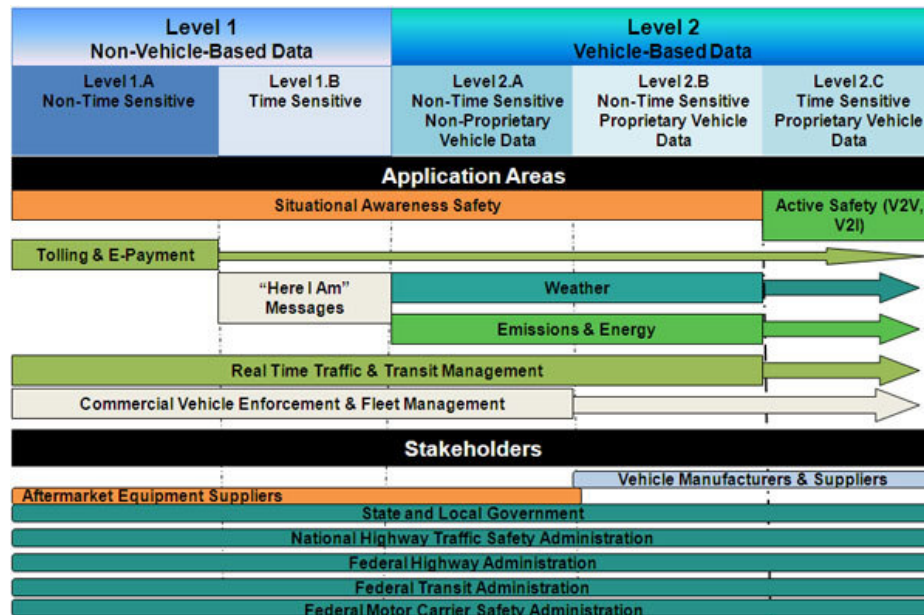 Level 1
Non-Vehicle-Based Data
Level 2
Vehicle-Based Data
Level 1.A
Non-Time Sensitive
Level 1.B
Time Sensitive
Level 2.A
Non-Time Sensitive
Non-Proprietary
Vehicle Data
Level 2.B
Non-Time Sensitive
Proprietary Vehicle
Data
Level 2.C
Time Sensitive
Proprietary Vehicle
Data
Application Areas
Situational Awareness Safety
Active Safety (V2V,
V2I)
Tolling & E-Payment
“Here I Am”
Messages
Weather
Emissions & Energy
Real Time Traffic & Transit Management
Commercial Vehicle Enforcement & Fleet Management
Stakeholders
Vehicle Manufacturers & Suppliers
Aftermarket Equipment Suppliers
State and Local Government
National Highway Traffic Safety Administration
Federal Highway Administration
Federal Transit Administration
Federal Motor Carrier Safety Administration